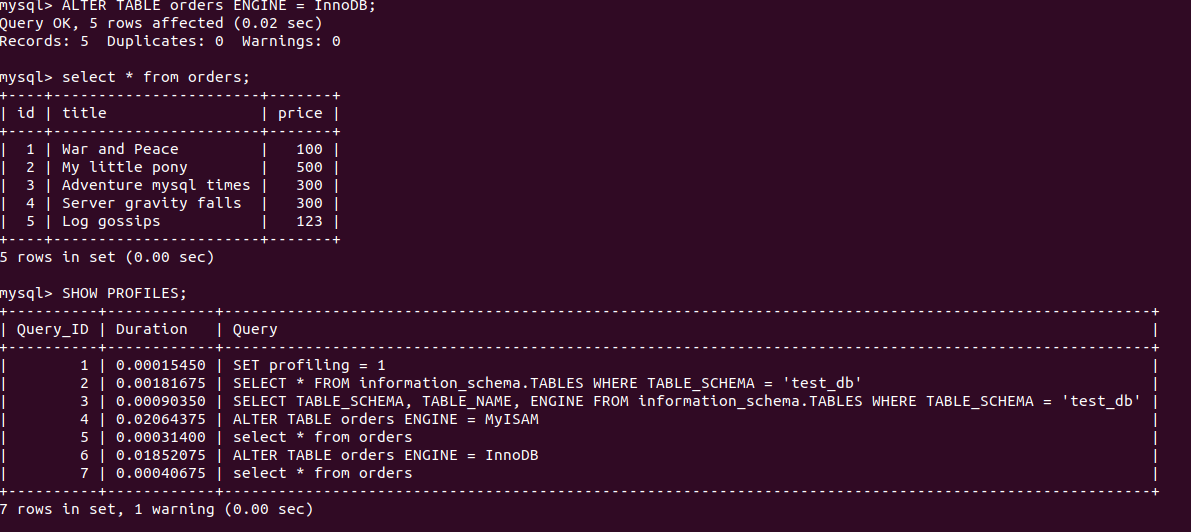 mysql> ALTER TABLE orders ENGINE = InnoDB;
Query OK, 5 rows affected (0.02 sec)
Records: 5  Duplicates: 0  Warnings: 0

mysql> select * from orders;
+----+-----------------------+-------+
| id | title                 | price |
+----+-----------------------+-------+
|  1 | War and Peace         |   100 |
|  2 | My little pony        |   500 |
|  3 | Adventure mysql times |   300 |
|  4 | Server gravity falls  |   300 |
|  5 | Log gossips           |   123 |
+----+-----------------------+-------+
5 rows in set (0.00 sec)

mysql> SHOW PROFILES;
+----------+------------+-------------------------------------------------------------------------------------------------------+
| Query_ID | Duration   | Query                                                                                                 |
+----------+------------+-------------------------------------------------------------------------------------------------------+
|        1 | 0.00015450 | SET profiling = 1                                                                                     |
|        2 | 0.00181675 | SELECT * FROM information_schema.TABLES WHERE TABLE_SCHEMA = 'test_db'                                |
|        3 | 0.00090350 | SELECT TABLE_SCHEMA, TABLE_NAME, ENGINE FROM information_schema.TABLES WHERE TABLE_SCHEMA = 'test_db' |
|        4 | 0.02064375 | ALTER TABLE orders ENGINE = MyISAM                                                                    |
|        5 | 0.00031400 | select * from orders                                                                                  |
|        6 | 0.01852075 | ALTER TABLE orders ENGINE = InnoDB                                                                    |
|        7 | 0.00040675 | select * from orders                                                                                  |
+----------+------------+-------------------------------------------------------------------------------------------------------+
7 rows in set, 1 warning (0.00 sec)